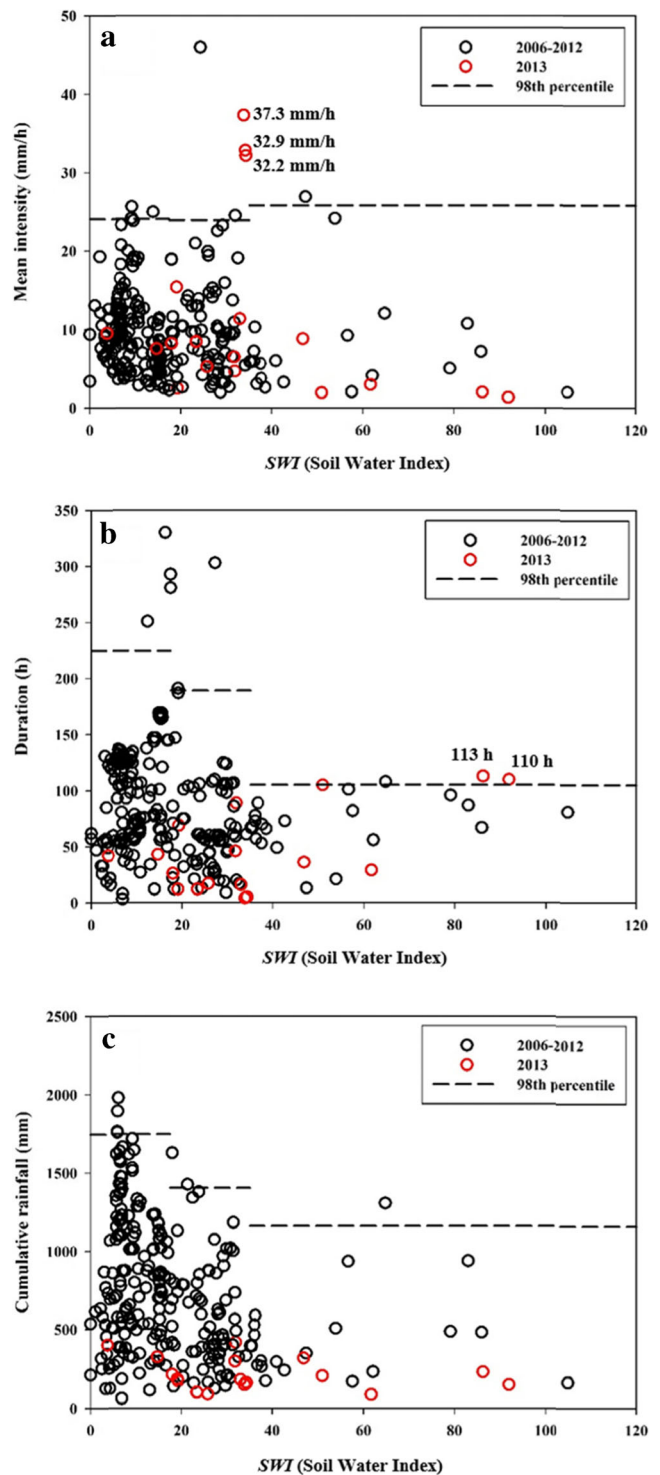 a
50
40
30
20
10
0
Mean intensity (mm/h)
2006-2012
2013
98th percentile
37.3 mm/h
32.9 mm/h
32.2 mm/h
0 20 40 60 80 100 120
SWI (Soil Water Index)
b
350
300
250
200
150
100
50
0
Duration (h)
2006-2012
2013
98th percentile
113 h 110 h
0 20 40 60 80 100 120
SWI (Soil Water Index)
c
2500
2000
1500
1000
500
0
Cumulative rainfall (mm)
2006-2012
2013
98th percentile
0 20 40 60 80 100 120
SWI (Soil Water Index)